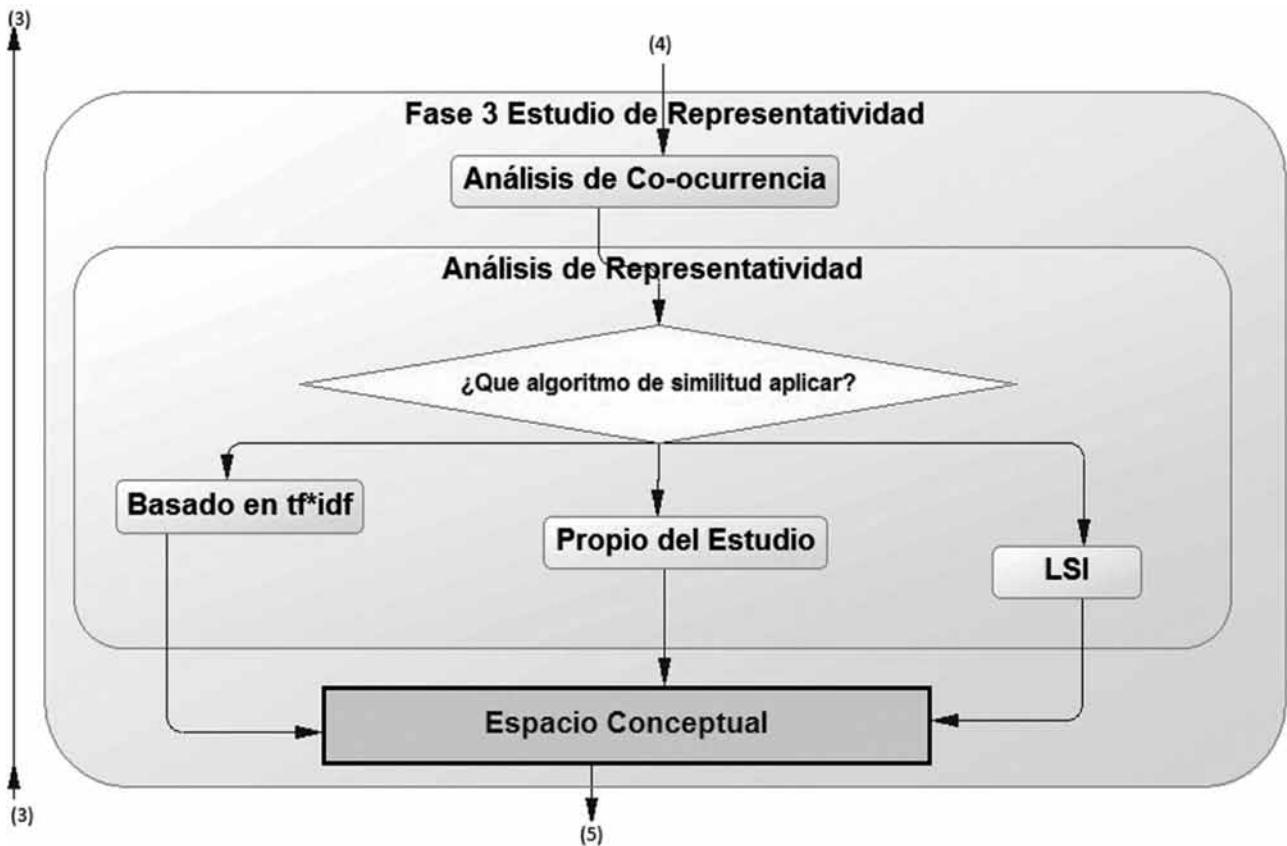 (3)
(4)
Fase 3 Estudio de Representatividad
Análisis de Co-ocurrencia
Análisis de Representatividad
¿Que algoritmo de similitud aplicar?
Basado en tf*idf
Propio del Estudio
LSI
Espacio Conceptual
(3)
(5)